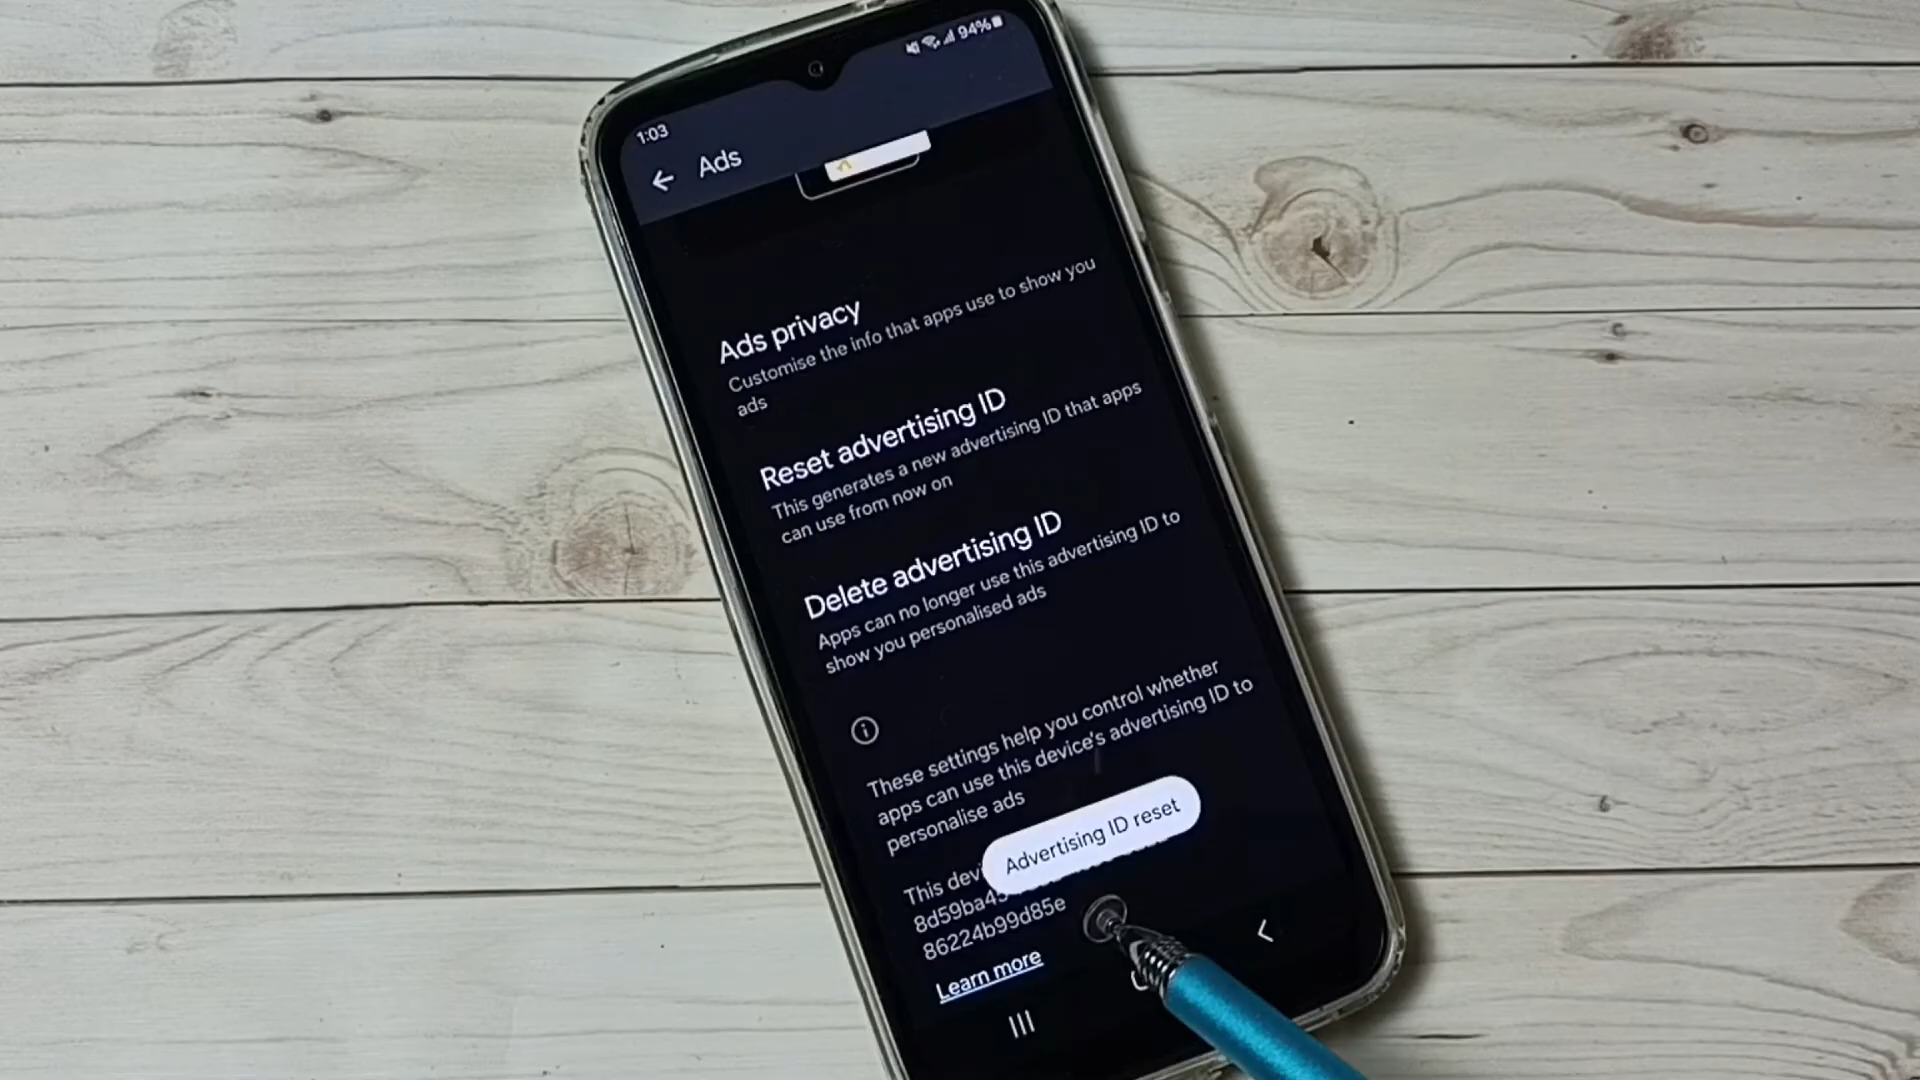 94%
1:03
Ads
Ads privacy
Customise the info that apps use to show you
ads
Reset advertising ID
This generates a new advertising ID that apps
can use from now on
Delete advertising ID
Apps can no longer use this advertising ID to
show you personalised ads
These settings help you control whether
apps can use this device's advertising ID to
personalise ads
Advertising ID reset
This
8d59ba4
86224b99d85e
Learn more